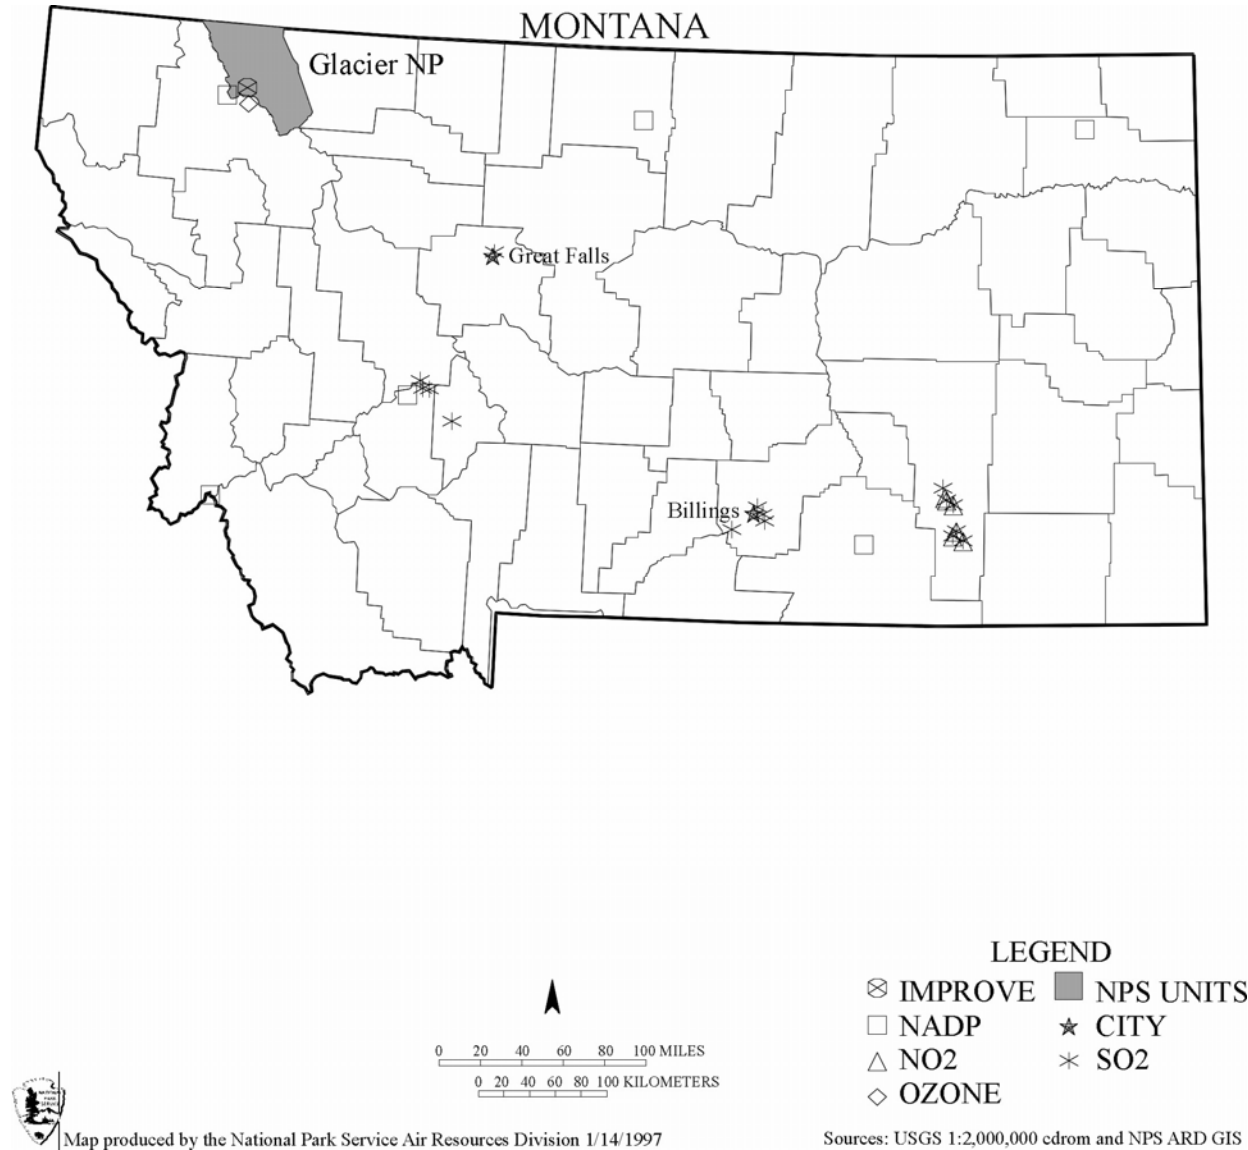 MONTANA
Glacier NP
Great Falls
Billings
LEGEND
IMPROVE
NPS UNITS
NADP
CITY
NO2
SO2
OZONE
0 20 40 60 80 100 MILES
0 20 40 60 80 100 KILOMETERS
Map produced by the National Park Service Air Resources Division 1/14/1997
Sources: USGS 1:2,000,000 cdrom and NPS ARD GIS